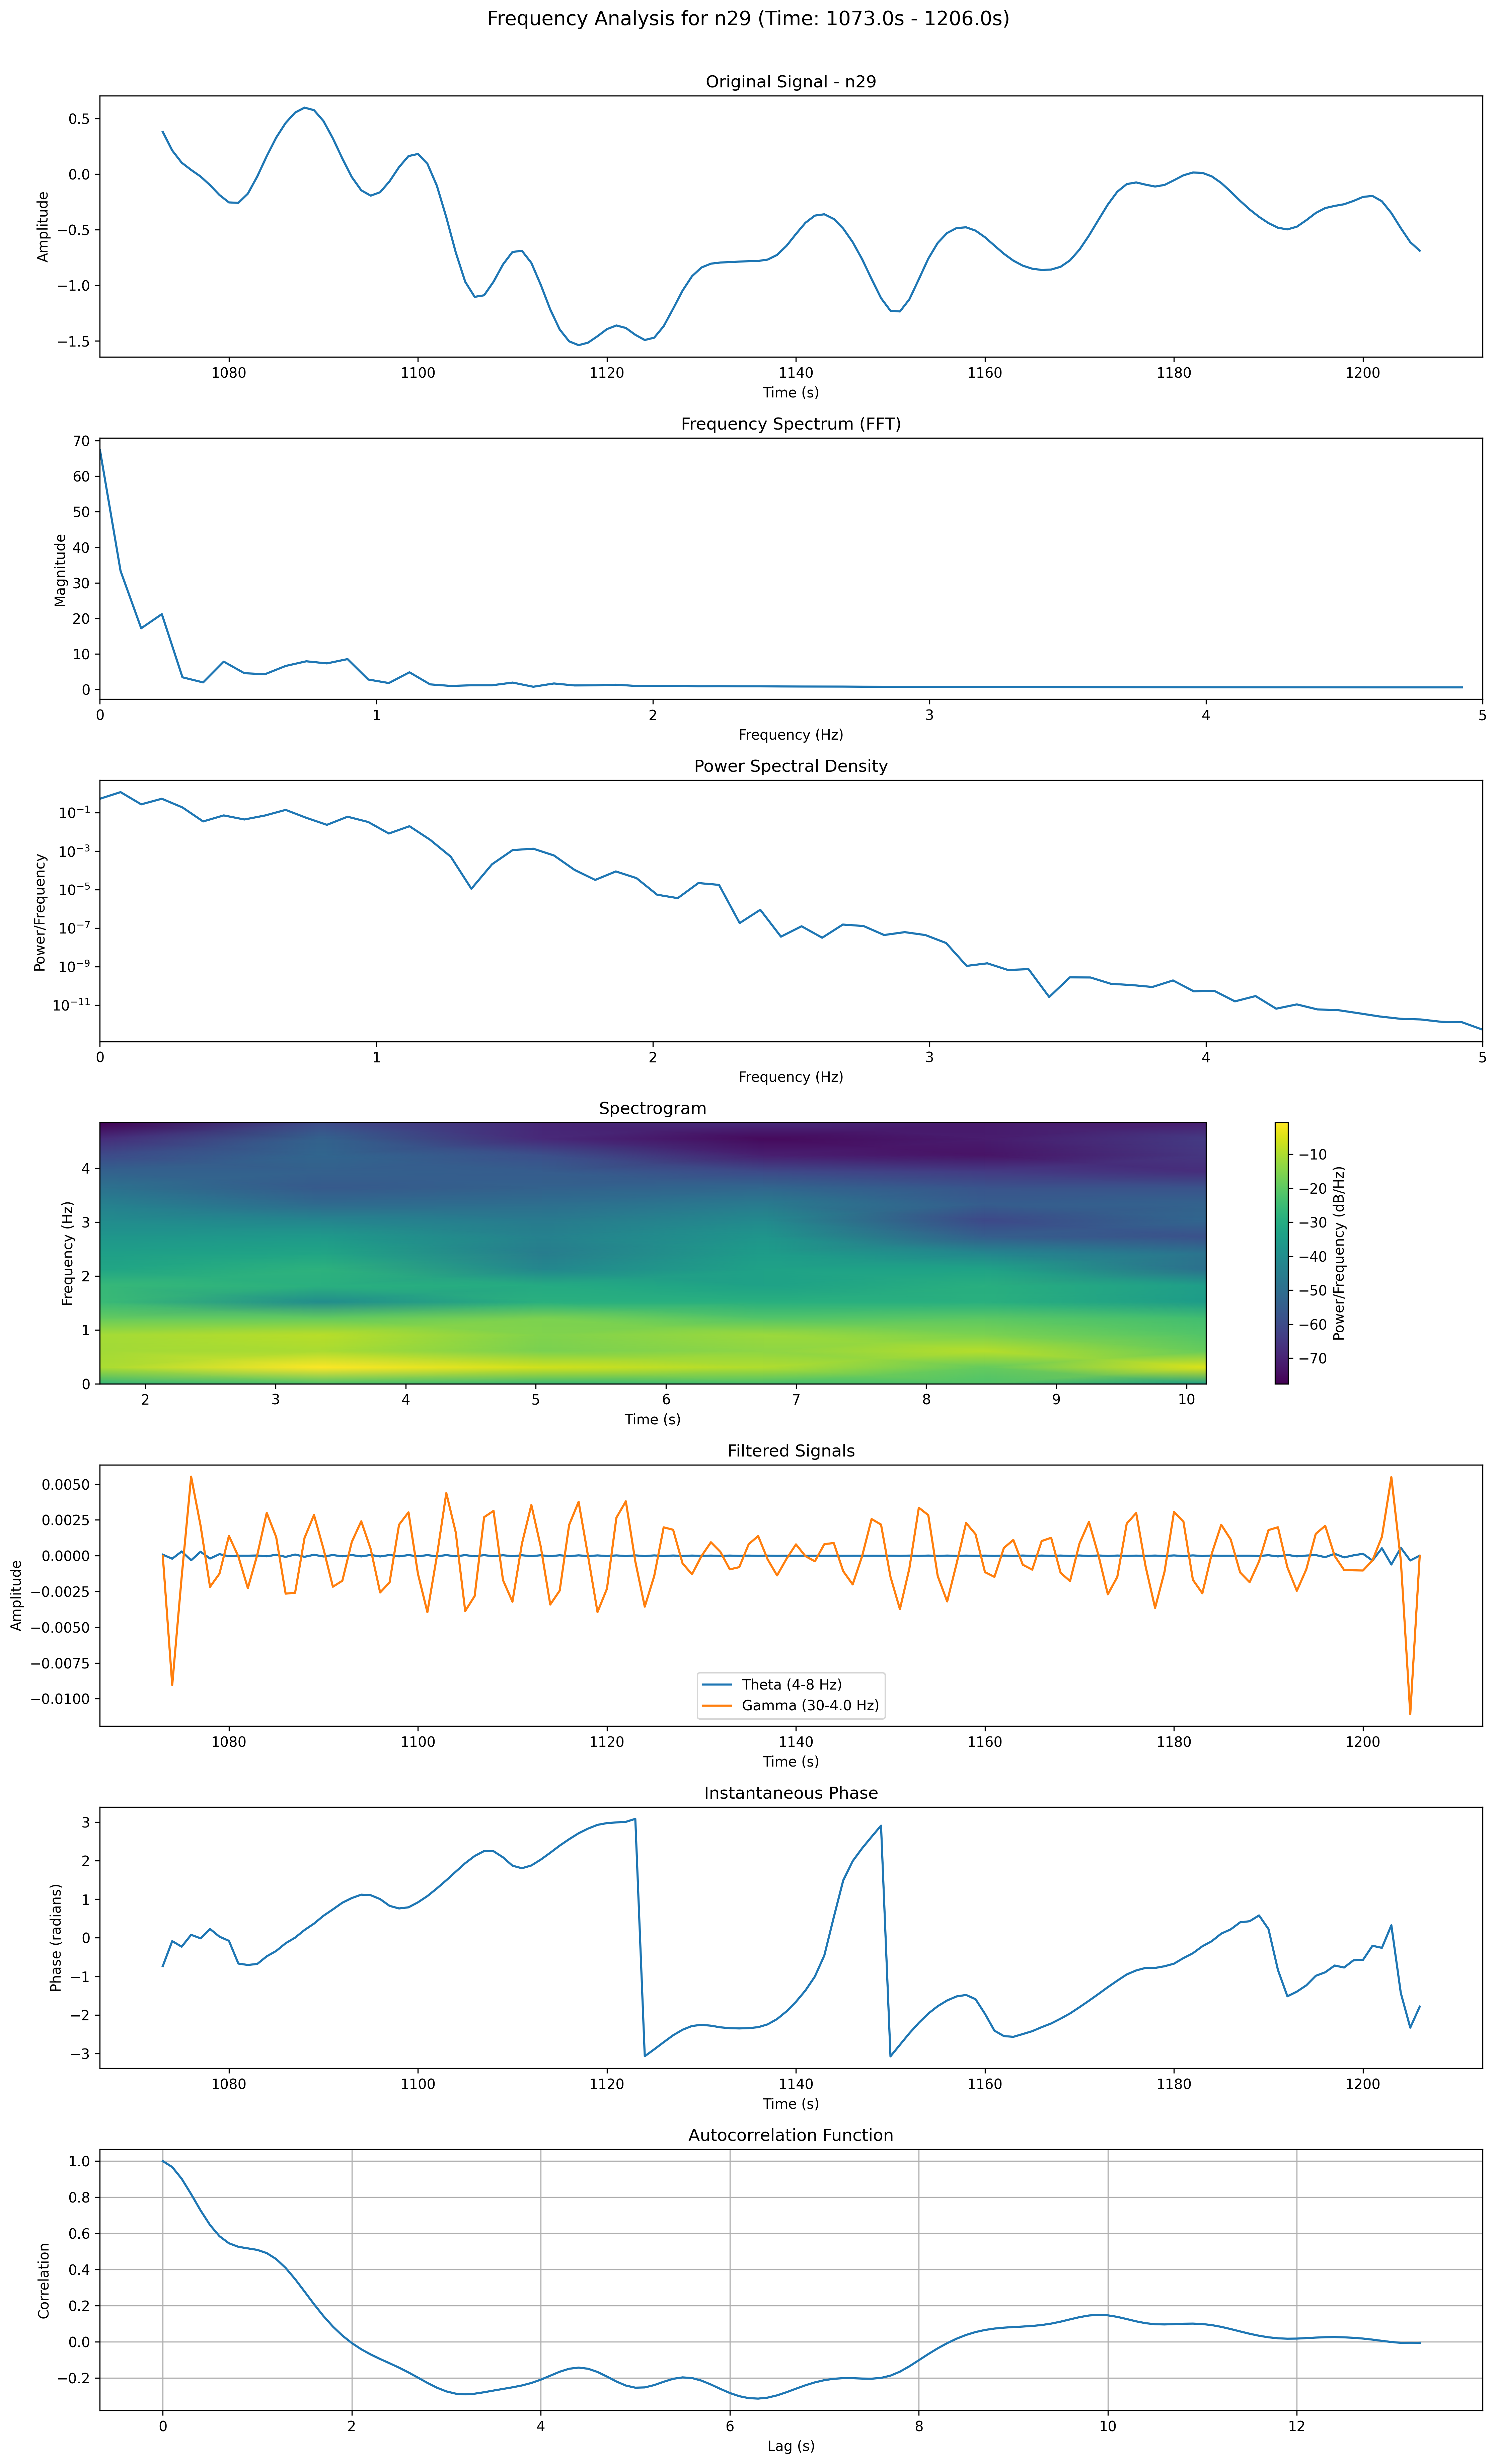 Frequency Analysis for n29 (Time: 1073.0s - 1206.0s)
Original Signal - n29
Amplitude
0.5
0.0
−0.5
−1.0
−1.5
1080 1100 1120 1140 1160 1180 1200
Time (s)
Frequency Spectrum (FFT)
Magnitude
70
60
50
40
30
20
10
0
0 1 2 3 4 5
Frequency (Hz)
Power Spectral Density
Power/Frequency
10⁻¹
10⁻³
10⁻⁵
10⁻⁷
10⁻⁹
10⁻¹¹
0 1 2 3 4 5
Frequency (Hz)
Spectrogram
Frequency (Hz)
4
3
2
1
0
2 3 4 5 6 7 8 9 10
Time (s)
−10
−20
−30
−40
−50
−60
−70
Power/Frequency (dB/Hz)
Filtered Signals
Amplitude
0.0050
0.0025
0.0000
−0.0025
−0.0050
−0.0075
−0.0100
Theta (4-8 Hz)
Gamma (30-4.0 Hz)
1080 1100 1120 1140 1160 1180 1200
Time (s)
Instantaneous Phase
Phase (radians)
3
2
1
0
−1
−2
−3
1080 1100 1120 1140 1160 1180 1200
Time (s)
Autocorrelation Function
Correlation
1.0
0.8
0.6
0.4
0.2
0.0
−0.2
0 2 4 6 8 10 12
Lag (s)